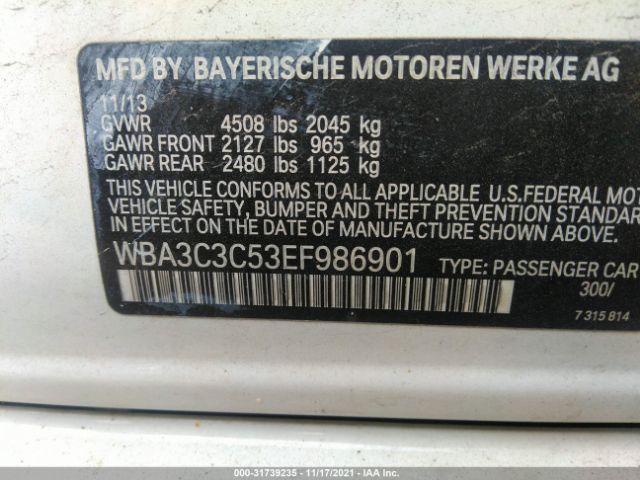 MFD BY BAYERISCHE MOTOREN WERKE AG
11/13
GVWR 4508 lbs 2045 kg
GAWR FRONT 2127 lbs 965 kg
GAWR REAR 2480 lbs 1125 kg
THIS VEHICLE CONFORMS TO ALL APPLICABLE U.S.FEDERAL MOT
VEHICLE SAFETY, BUMPER AND THEFT PREVENTION STANDAR
IN EFFECT ON THE DATE OF MANUFACTURE SHOWN ABOVE.
WBA3C3C53EF986901 TYPE: PASSENGER CAR
300/
7 315 814
000-31739235 - 11/17/2021 - IAA Inc.